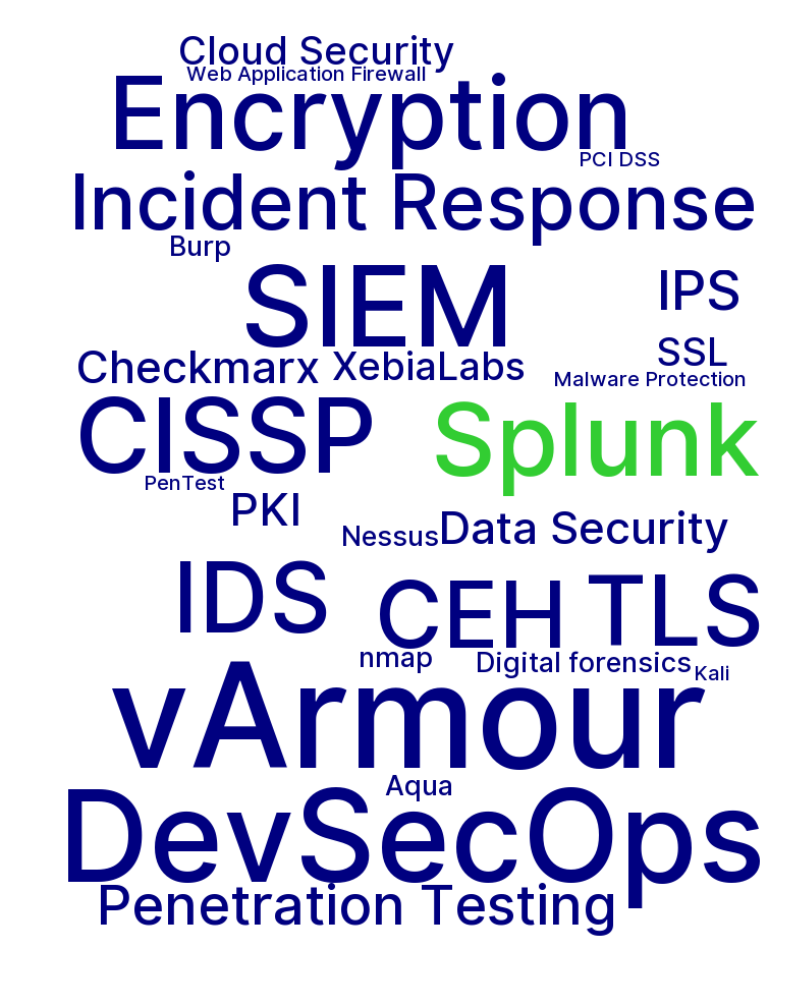 Cloud Security
Web Application Firewall
Encryption
PCI DSS
Incident Response
Burp
SIEM
IPS
SSL
Checkmarx
XebiaLabs
Malware Protection
CISSP
Splunk
PenTest
PKI
Nessus
Data Security
IDS
CEH
TLS
nmap
Digital forensics
Kali
vArmour
Aqua
DevSecOps
Penetration Testing